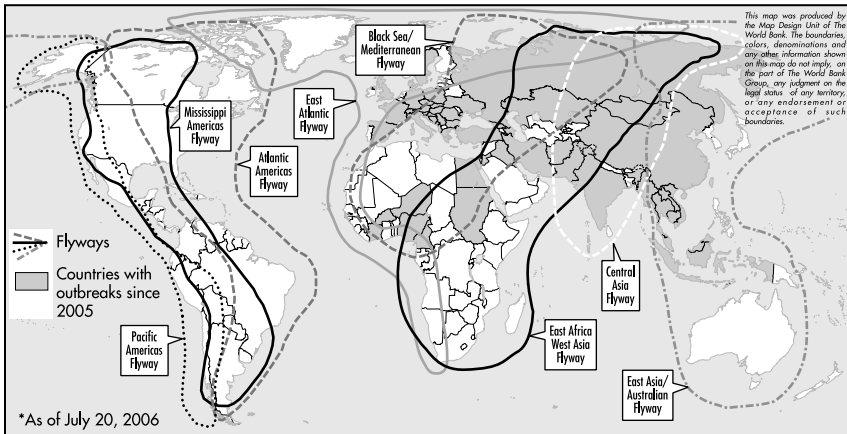 This map was produced by
the Map Design Unit of The
World Bank. The boundaries,
colors, denominations and
any other information shown
on this map do not imply, on
the part of The World Bank
Group, any judgment on the
legal status of any territory,
or any endorsement or
acceptance of such
boundaries.
Black Sea/
Mediterranean
Flyway
Mississippi
Americas
Flyway
East
Atlantic
Flyway
Atlantic
Americas
Flyway
Flyways
Countries with
outbreaks since
2005
Central
Asia
Flyway
Pacific
Americas
Flyway
East Africa
West Asia
Flyway
East Asia/
Australian
Flyway
*As of July 20, 2006